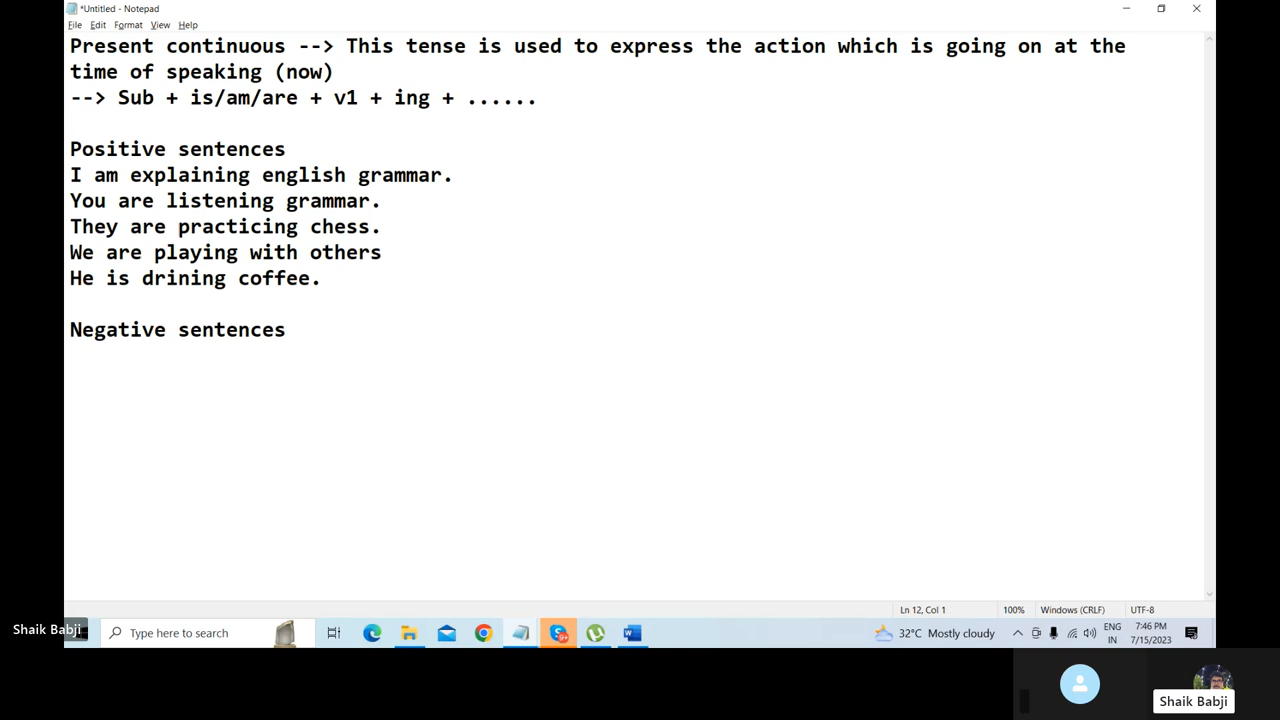 *Untitled - Notepad
File Edit Format View Help
Present continuous --> This tense is used to express the action which is going on at the
time of speaking (now)
--> Sub + is/am/are + v1 + ing + ......
Positive sentences
I am explaining english grammar.
You are listening grammar.
They are practicing chess.
We are playing with others
He is drining coffee.
Negative sentences
Ln 12, Col 1 100% Windows (CRLF) UTF-8
Shaik Babji
Type here to search
32°C Mostly cloudy
ENG
IN
7:46 PM
7/15/2023
Shaik Babji